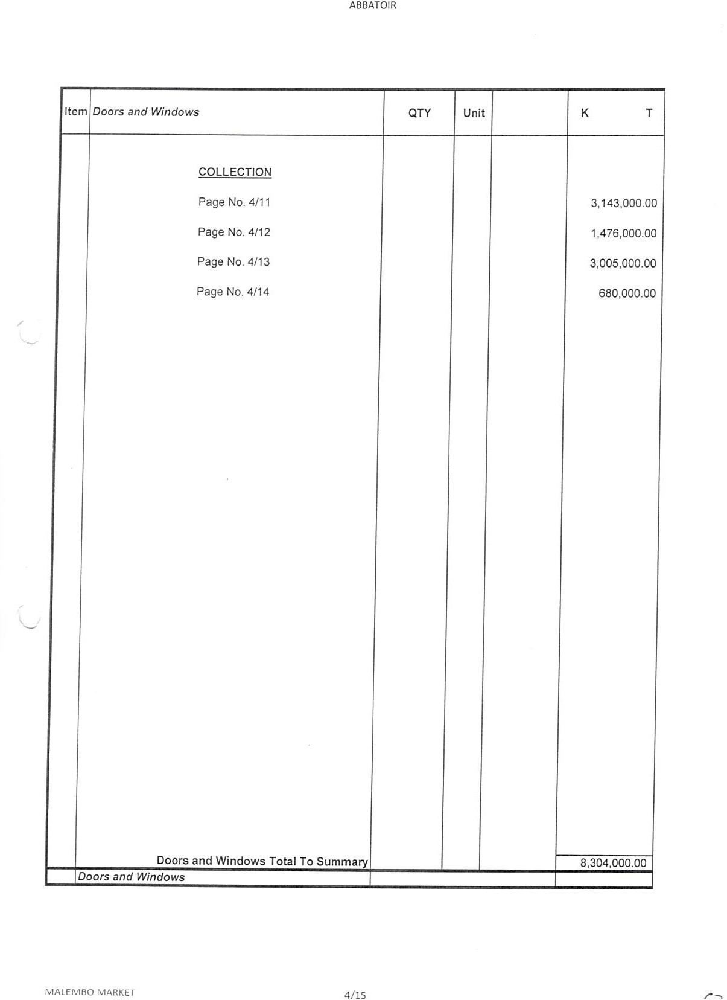 ABBATOIR
Item Doors and Windows QTY Unit K T
COLLECTION
Page No. 4/11 3,143,000.00
Page No. 4/12 1,476,000.00
Page No. 4/13 3,005,000.00
Page No. 4/14 680,000.00
Doors and Windows Total To Summary 8,304,000.00
Doors and Windows
MALEMBO MARKET 4/15